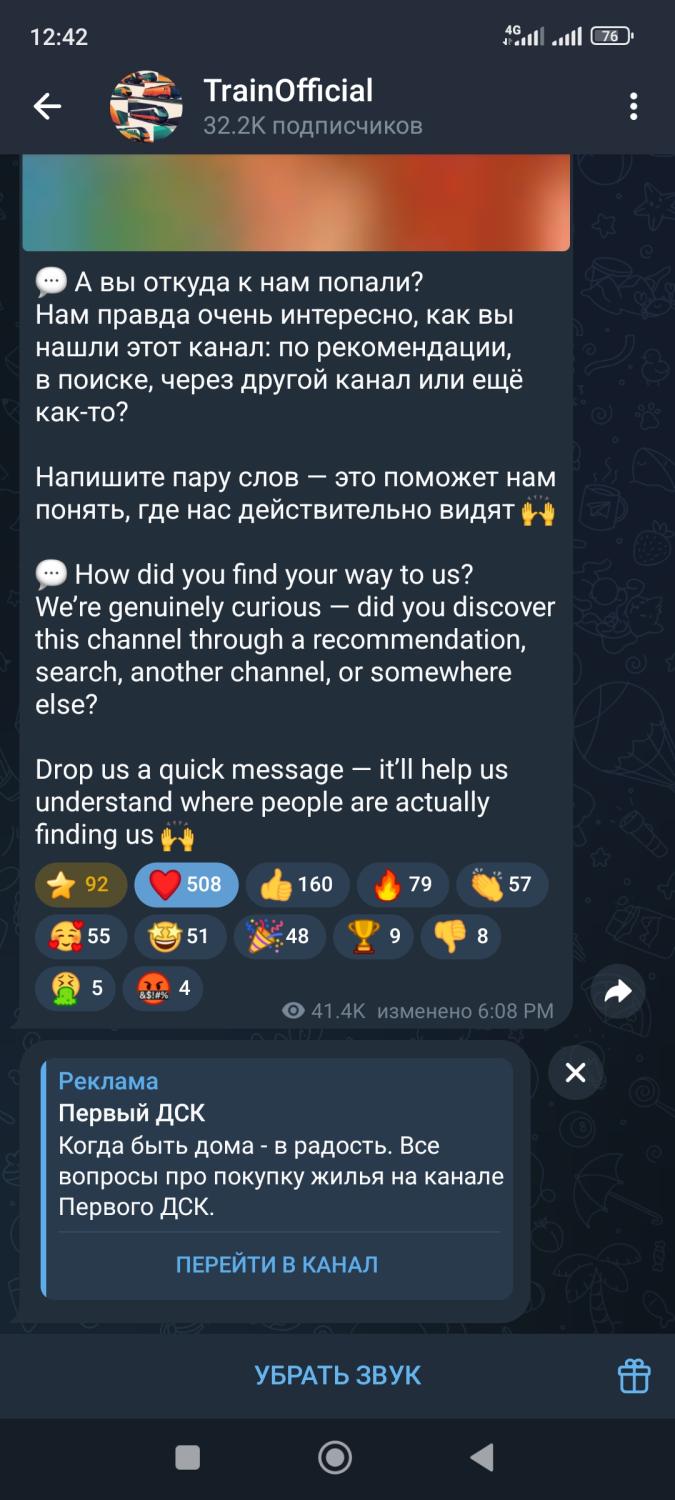 12:42
4G
76
TrainOfficial
32.2K подписчиков
💬 А вы откуда к нам попали?
Нам правда очень интересно, как вы
нашли этот канал: по рекомендации,
в поиске, через другой канал или ещё
как-то?
Напишите пару слов — это поможет нам
понять, где нас действительно видят 🙌
💬 How did you find your way to us?
We’re genuinely curious — did you discover
this channel through a recommendation,
search, another channel, or somewhere
else?
Drop us a quick message — it’ll help us
understand where people are actually
finding us 🙌
⭐ 92 ❤️ 508 👍 160 🔥 79 👏 57
🥰 55 🤩 51 🎉 48 🏆 9 👎 8
🤮 5 🤬 4
41.4K изменено 6:08 PM
Реклама
Первый ДСК
Когда быть дома - в радость. Все
вопросы про покупку жилья на канале
Первого ДСК.
ПЕРЕЙТИ В КАНАЛ
УБРАТЬ ЗВУК